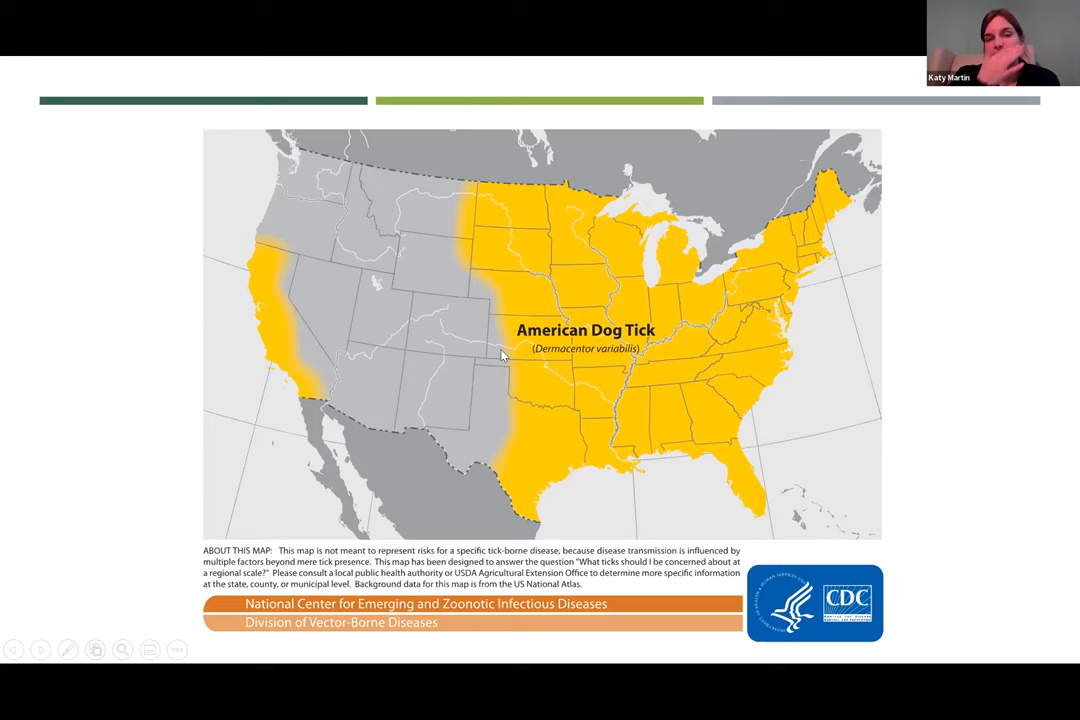 Katy Martin
American Dog Tick
(Dermacentor variabilis)
ABOUT THIS MAP: This map is not meant to represent risks for a specific tick-borne disease, because disease transmission is influenced by
multiple factors beyond mere tick presence. This map has been designed to answer the question "What ticks should I be concerned about at
a regional scale?" Please consult a local public health authority or USDA Agricultural Extension Office to determine more specific information
at the state, county, or municipal level. Background data for this map is from the US National Atlas.
National Center for Emerging and Zoonotic Infectious Diseases
Division of Vector-Borne Diseases
CDC